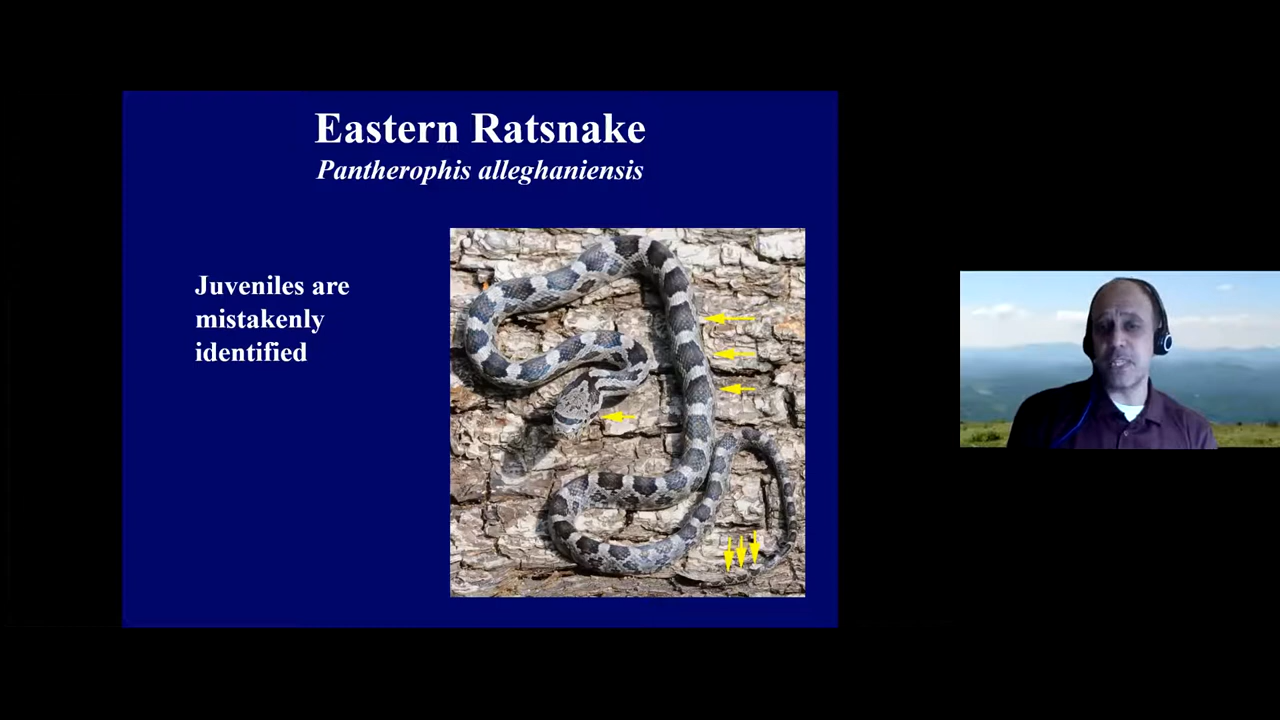 Eastern Ratsnake
Pantherophis alleghaniensis
Juveniles are
mistakenly
identified